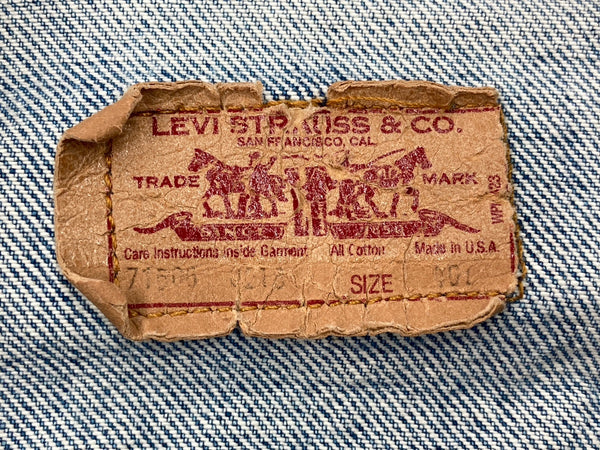 LEVI STRAUSS & CO.
SAN FRANCISCO, CAL.
TRADE MARK
Care Instructions Inside Garment All Cotton Made in U.S.A.
SIZE
WPL 423